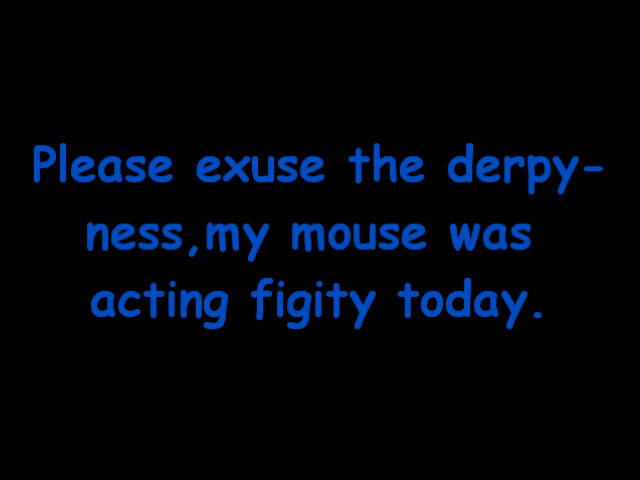 Please exuse the derpy-
ness,my mouse was
acting figity today.